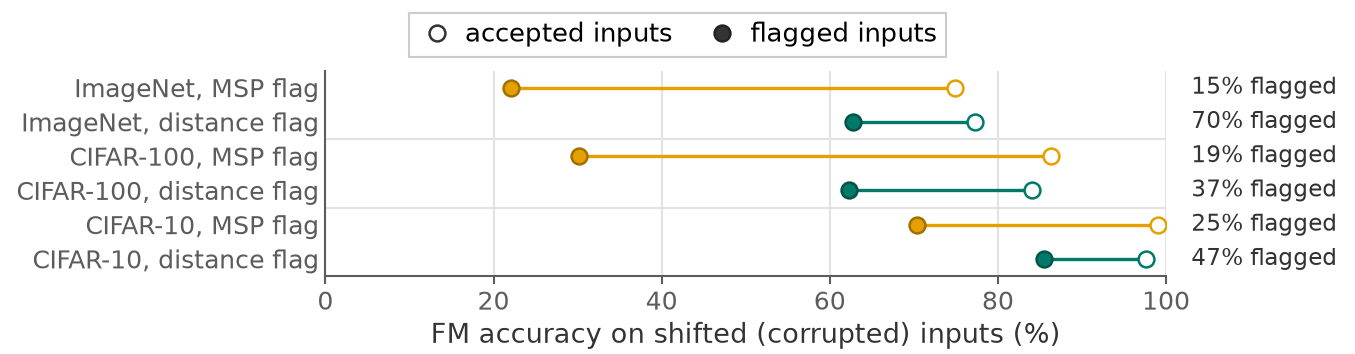 accepted inputs flagged inputs
ImageNet, MSP flag 15% flagged
ImageNet, distance flag 70% flagged
CIFAR-100, MSP flag 19% flagged
CIFAR-100, distance flag 37% flagged
CIFAR-10, MSP flag 25% flagged
CIFAR-10, distance flag 47% flagged
0 20 40 60 80 100
FM accuracy on shifted (corrupted) inputs (%)